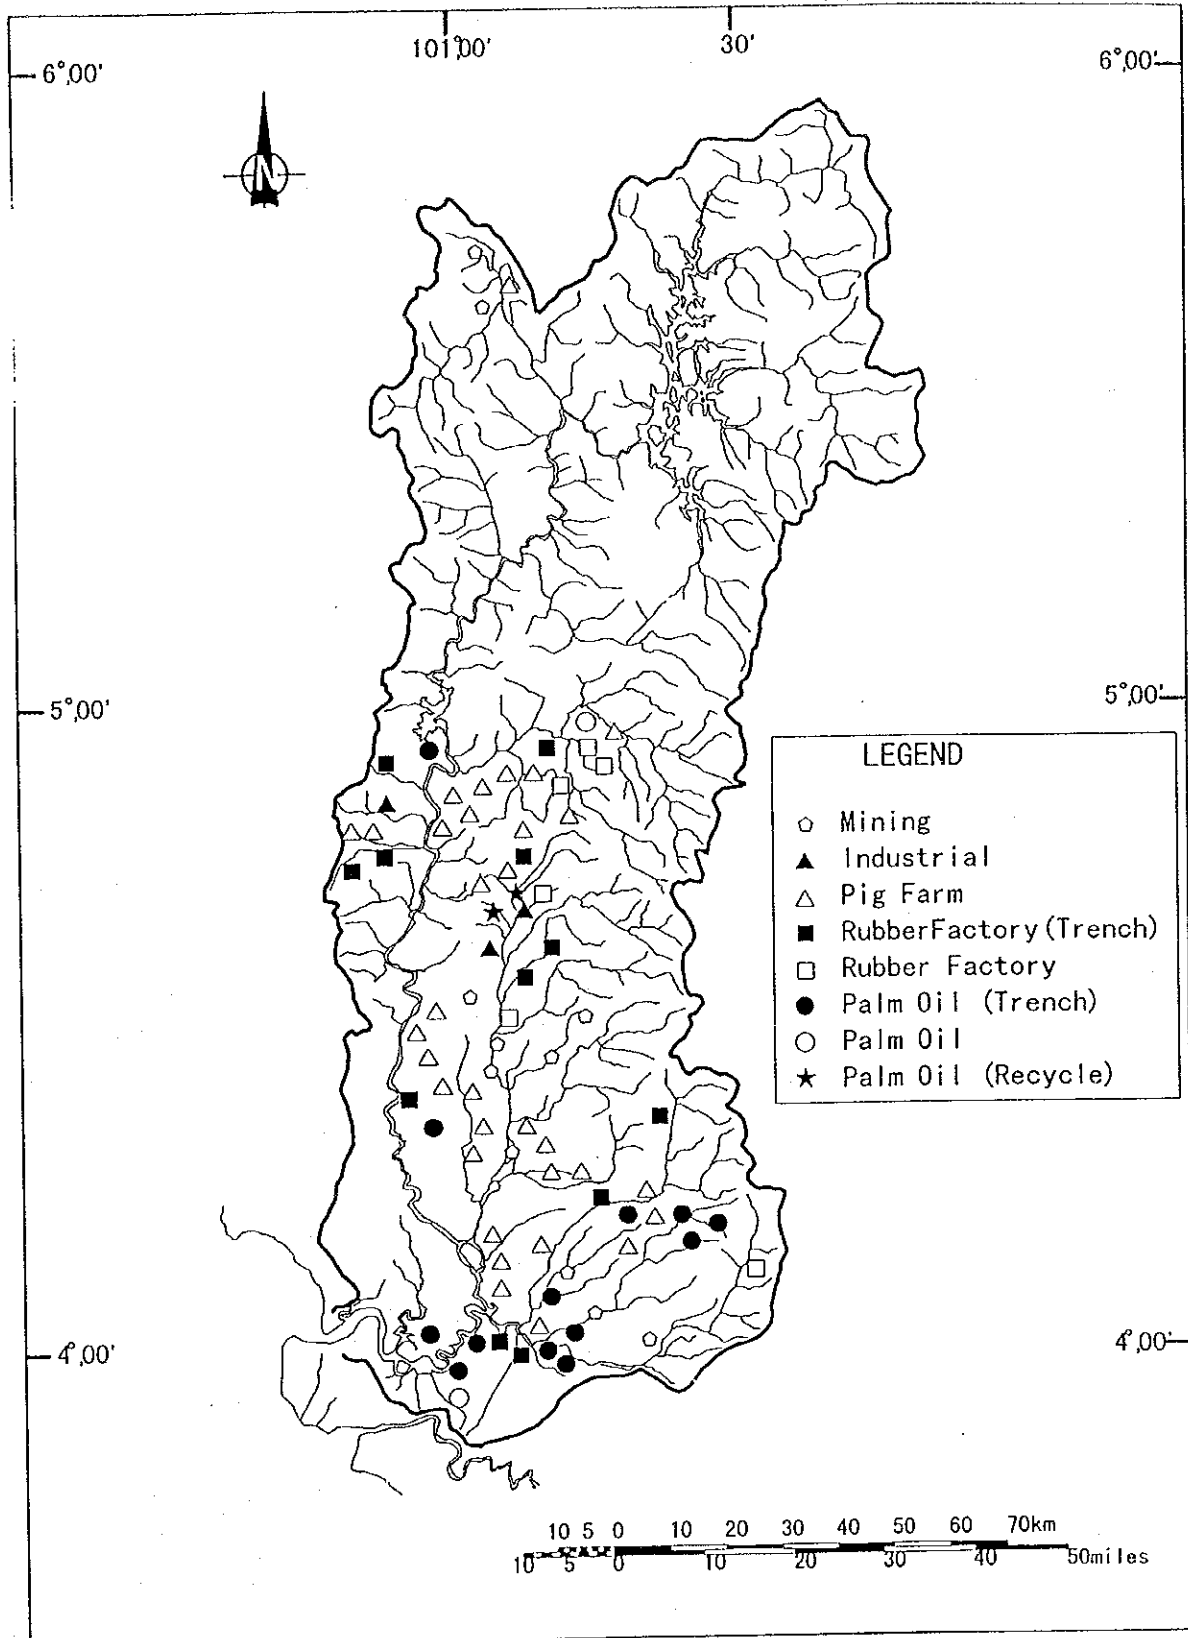 101°,00'
30'
6°,00'
6°,00'
N
5°,00'
5°,00'
LEGEND
Mining
Industrial
Pig Farm
RubberFactory(Trench)
Rubber Factory
Palm Oil (Trench)
Palm Oil
Palm Oil (Recycle)
4°,00'
4°,00'
10 5 0 10 20 30 40 50 60 70km
10 5 0 10 20 30 40 50miles